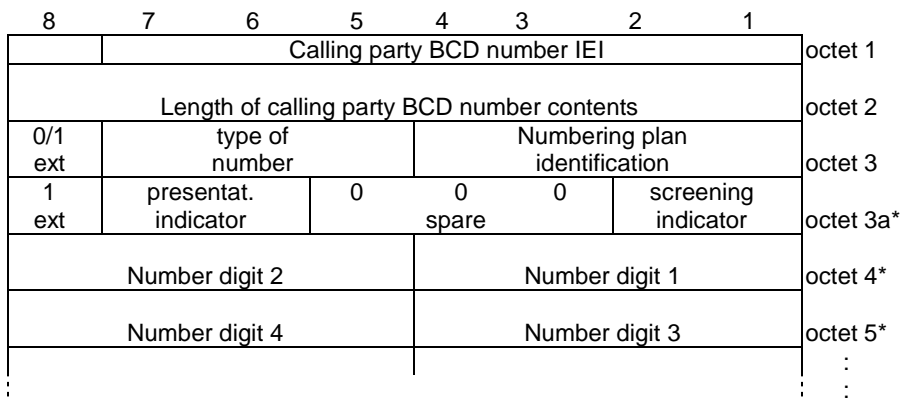 8 7 6 5 4 3 2 1
Calling party BCD number IEI octet 1
Length of calling party BCD number contents octet 2
0/1 type of Numbering plan
ext number identification octet 3
1 presentat. 0 0 0 screening
ext indicator spare indicator octet 3a*
Number digit 2 Number digit 1 octet 4*
Number digit 4 Number digit 3 octet 5*
:
: